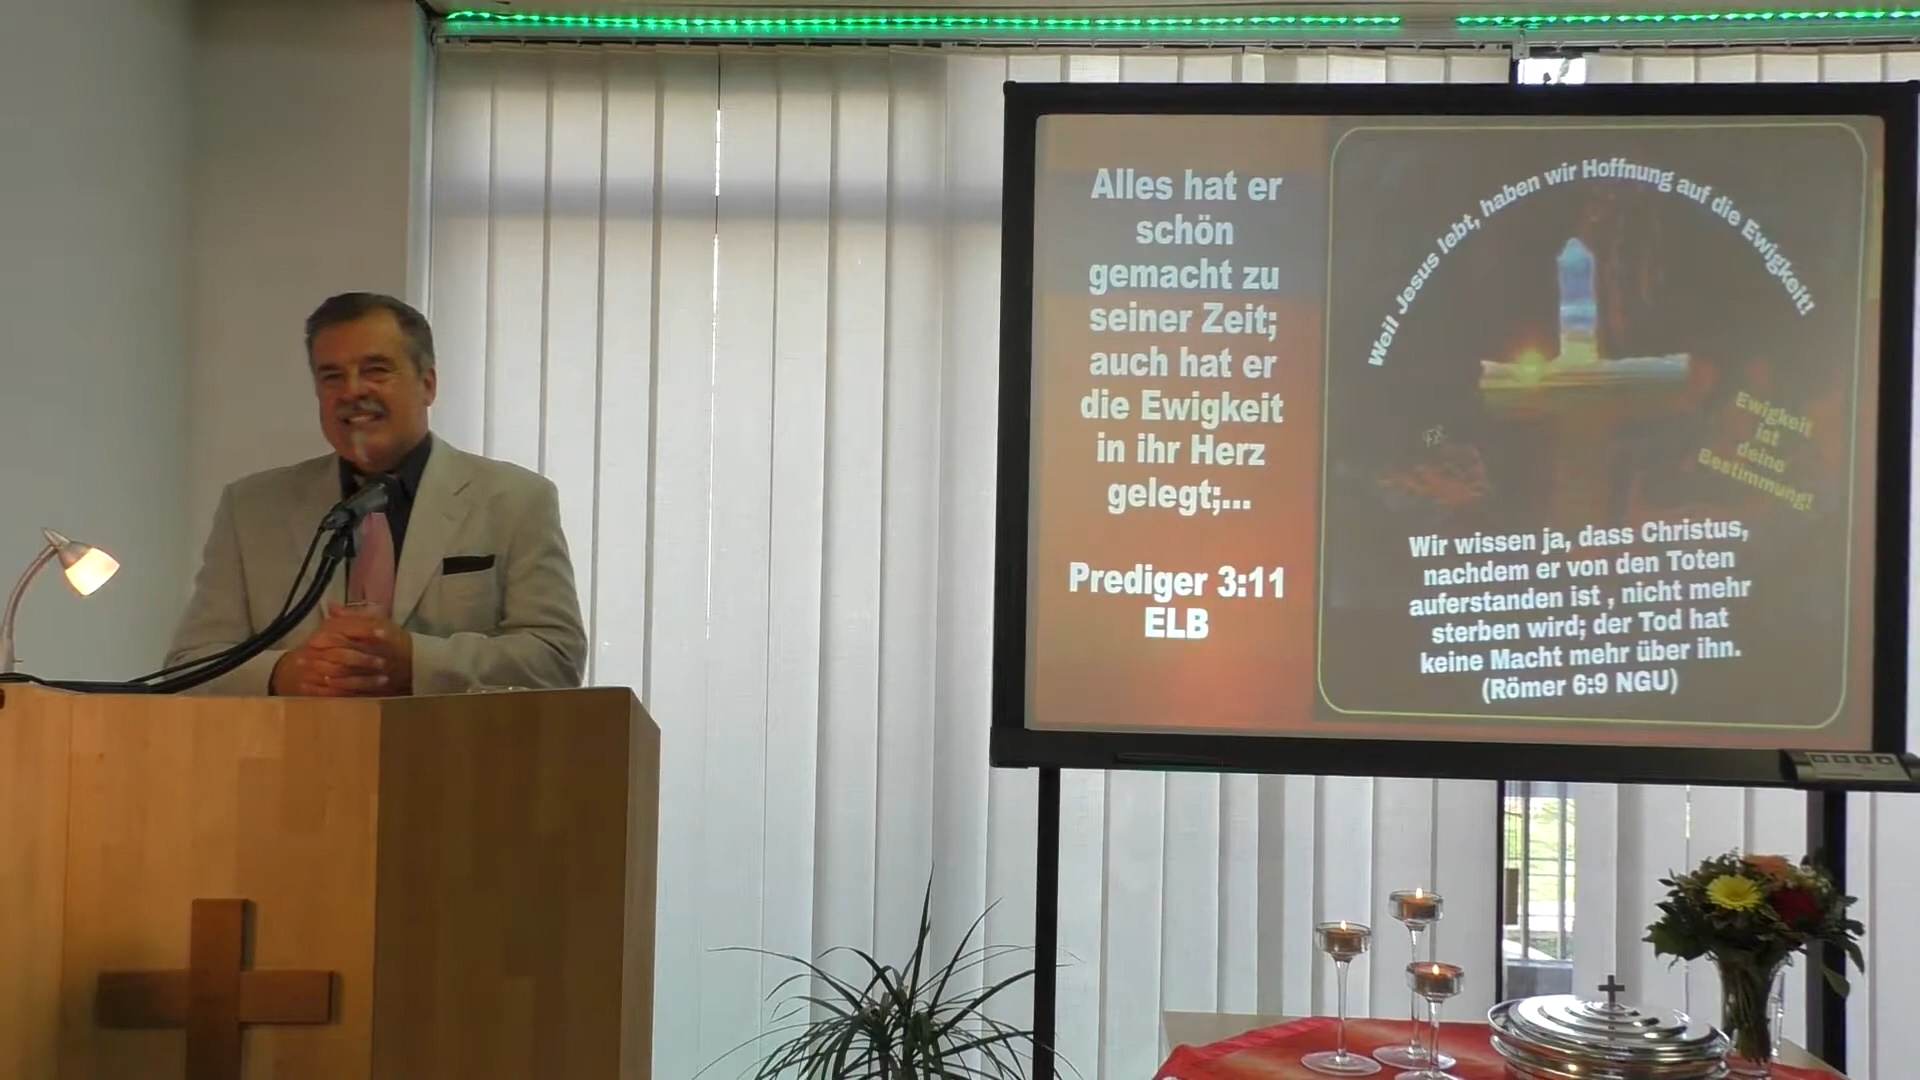 Alles hat er
schön
gemacht zu
seiner Zeit;
auch hat er
die Ewigkeit
in ihr Herz
gelegt;...
Prediger 3:11
ELB
Weil Jesus lebt, haben wir Hoffnung auf die Ewigkeit!
Ewigkeit
ist
deine
Bestimmung!
Wir wissen ja, dass Christus,
nachdem er von den Toten
auferstanden ist , nicht mehr
sterben wird; der Tod hat
keine Macht mehr über ihn.
(Römer 6:9 NGU)